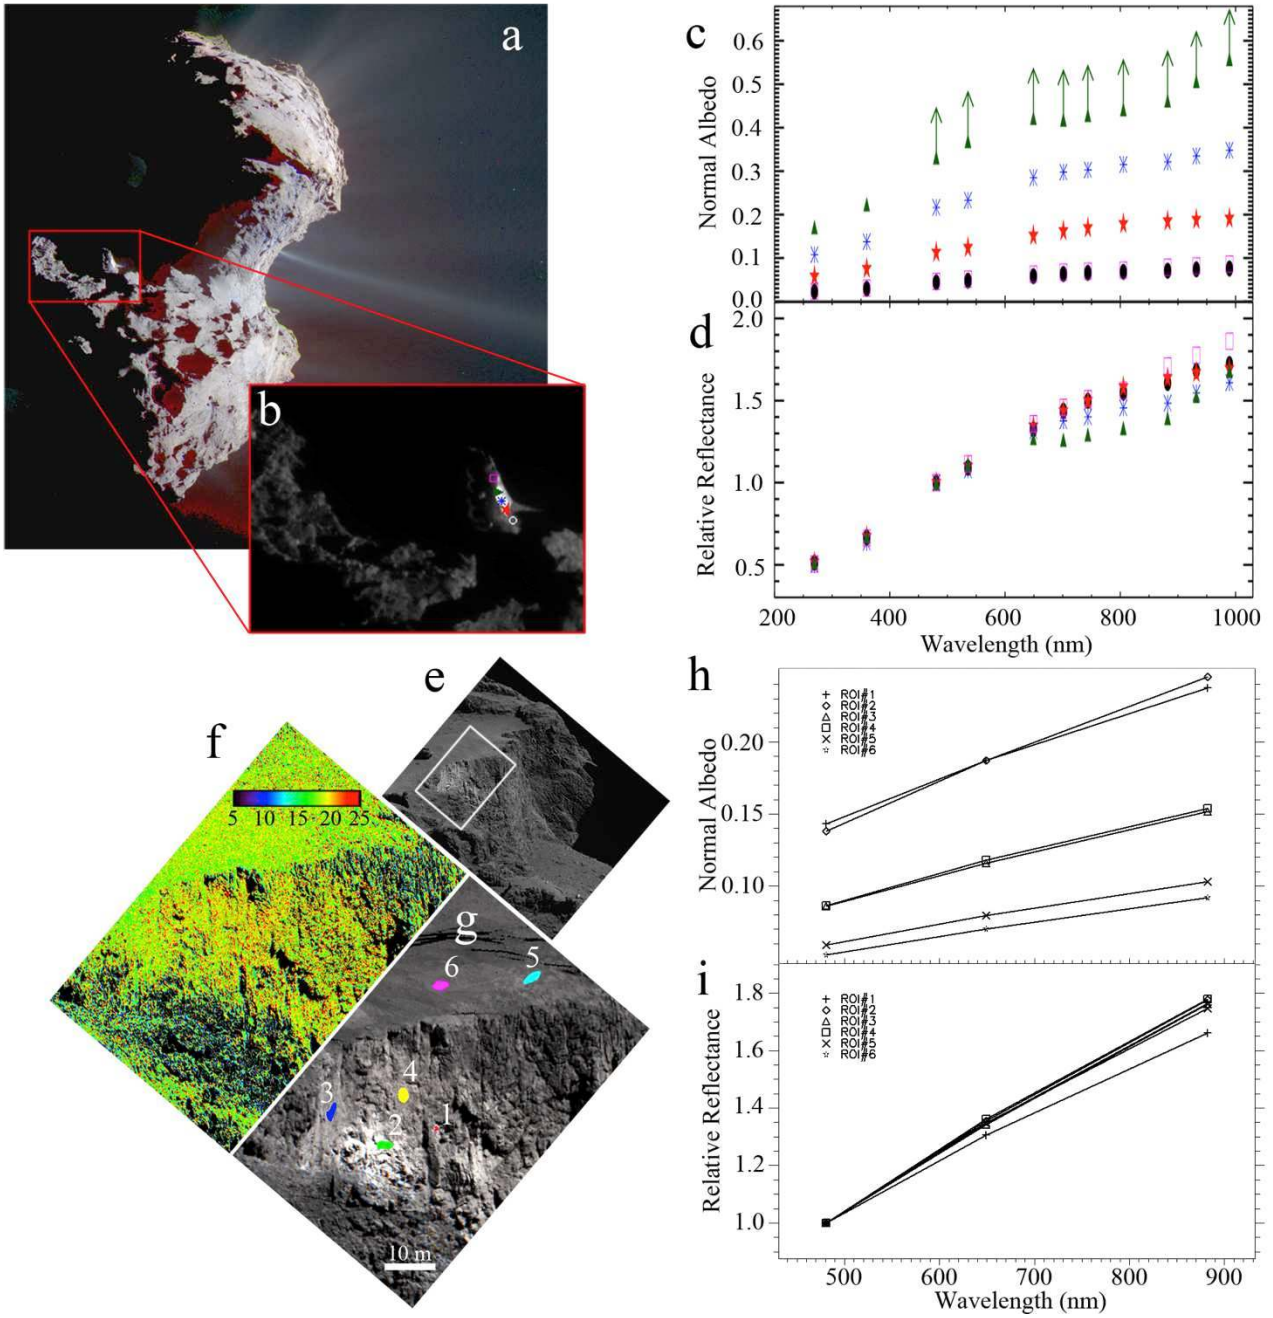 a
b
c
Normal Albedo
0.6
0.5
0.4
0.3
0.2
0.1
0.0
d
Relative Reflectance
2.0
1.5
1.0
0.5
200 400 600 800 1000
Wavelength (nm)
e
f
5 10 15 20 25
g
6
5
4
3
2
1
10 m
h
Normal Albedo
ROI#1
ROI#2
ROI#3
ROI#4
ROI#5
ROI#6
0.20
0.15
0.10
i
Relative Reflectance
ROI#1
ROI#2
ROI#3
ROI#4
ROI#5
ROI#6
1.8
1.6
1.4
1.2
1.0
500 600 700 800 900
Wavelength (nm)